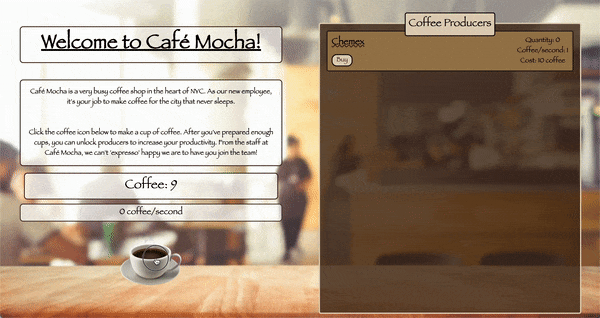 Welcome to Café Mocha!
Café Mocha is a very busy coffee shop in the heart of NYC. As our new employee,
it's your job to make coffee for the city that never sleeps.
Click the coffee icon below to make a cup of coffee. After you've prepared enough
cups, you can unlock producers to increase your productivity. From the staff at
Café Mocha, we can't 'expresso' happy we are to have you join the team!
Coffee: 9
0 coffee/second
Coffee Producers
Chemex
Buy
Quantity: 0
Coffee/second: 1
Cost: 10 coffee